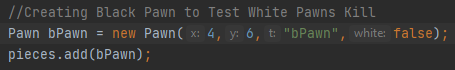 //Creating Black Pawn to Test White Pawns Kill
Pawn bPawn = new Pawn( x: 4, y: 6, t: "bPawn", white: false);
pieces.add(bPawn);